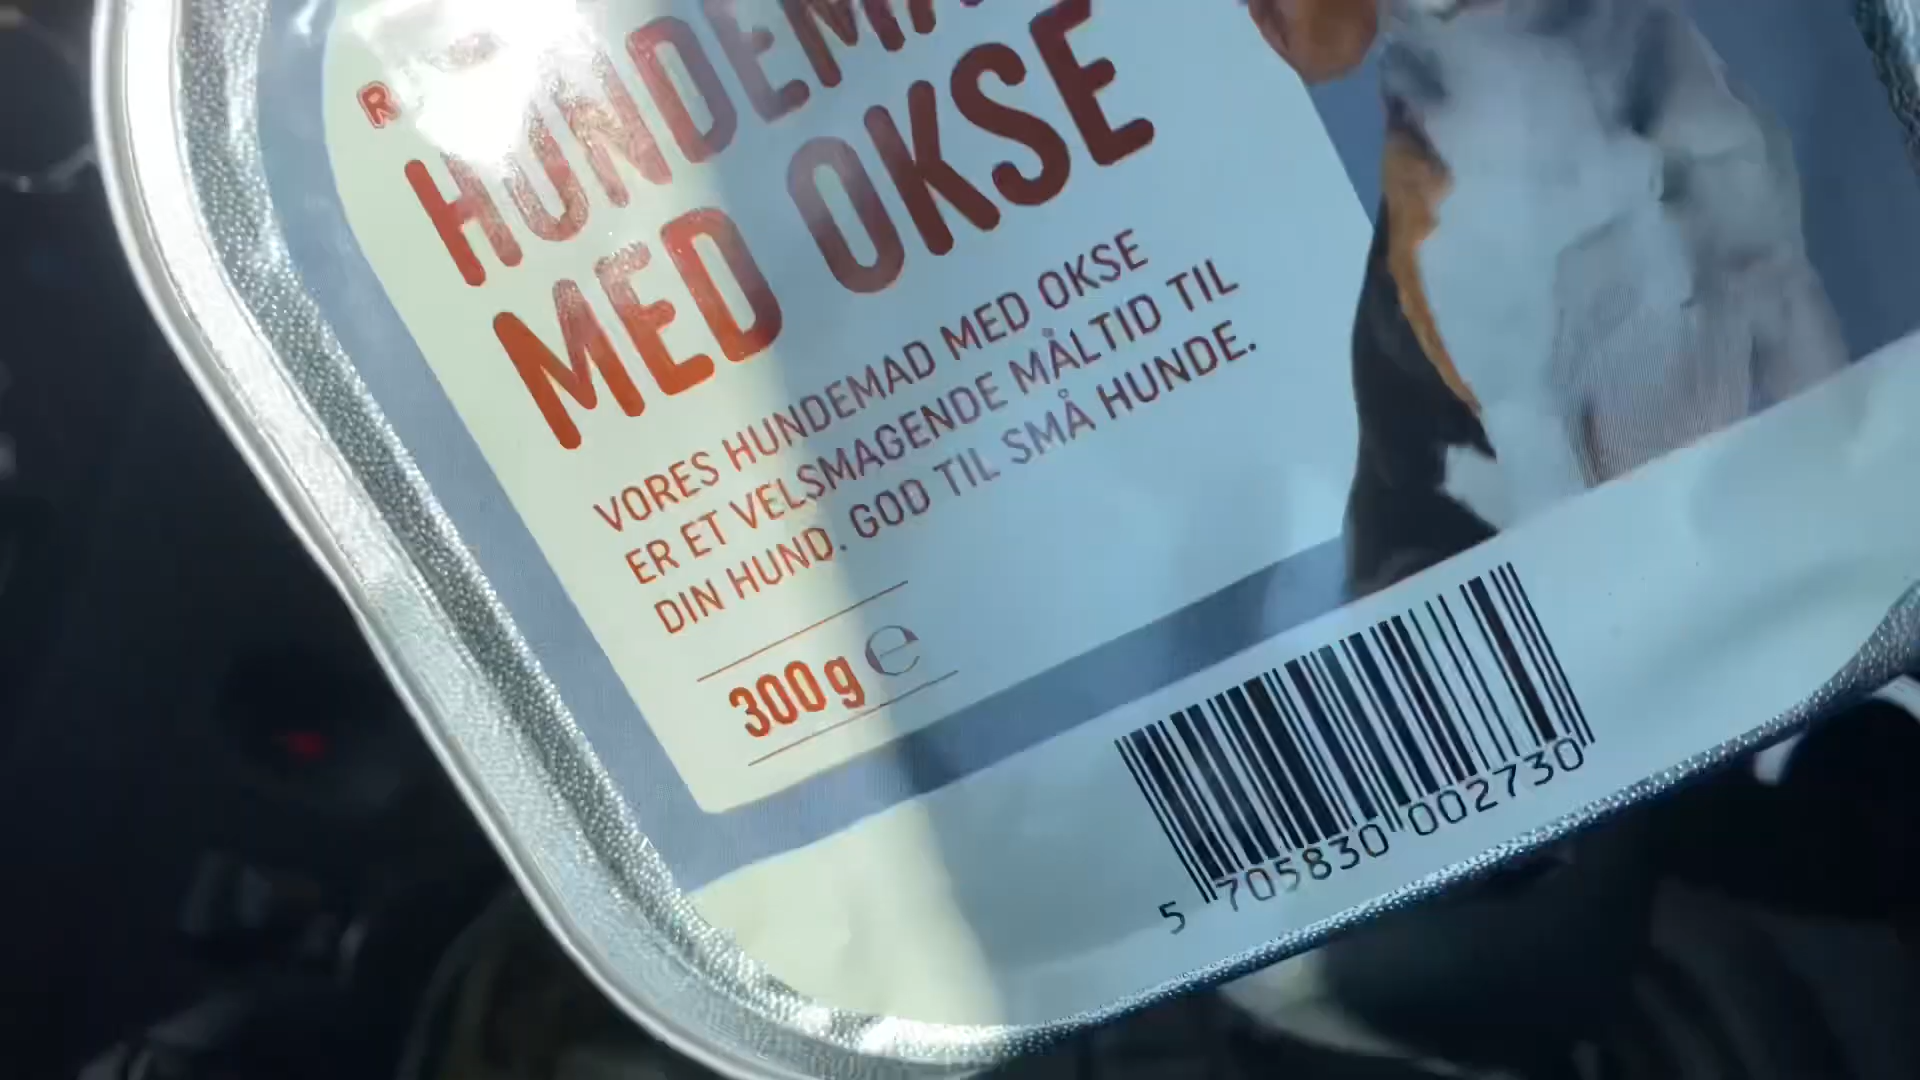 ®
HUNDEMA
MED OKSE
VORES HUNDEMAD MED OKSE
ER ET VELSMAGENDE MÅLTID TIL
DIN HUND. GOD TIL SMÅ HUNDE.
300g ℮
5 705830 002730